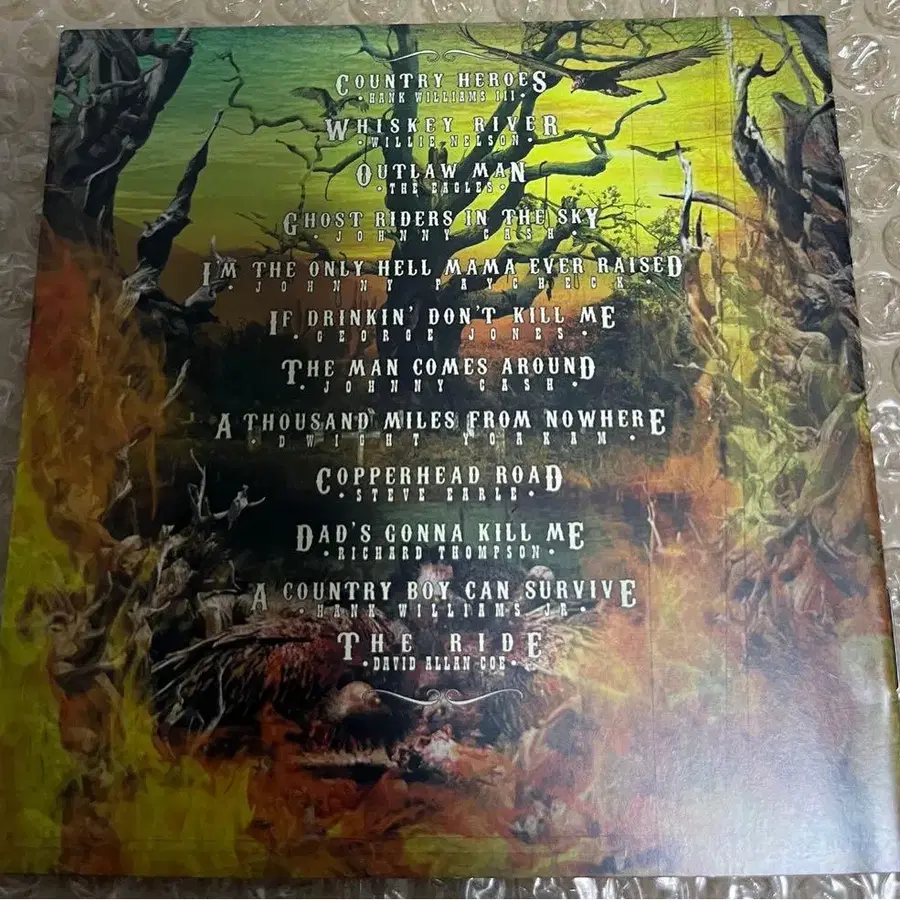 COUNTRY HEROES
• HANK WILLIAMS III •
WHISKEY RIVER
• WILLIE NELSON •
OUTLAW MAN
• THE EAGLES •
GHOST RIDERS IN THE SKY
• JOHNNY CASH •
I'M THE ONLY HELL MAMA EVER RAISED
• JOHNNY PAYCHECK •
IF DRINKIN' DON'T KILL ME
• GEORGE JONES •
THE MAN COMES AROUND
• JOHNNY CASH •
A THOUSAND MILES FROM NOWHERE
• DWIGHT YOAKAM •
COPPERHEAD ROAD
• STEVE EARLE •
DAD'S GONNA KILL ME
• RICHARD THOMPSON •
A COUNTRY BOY CAN SURVIVE
• HANK WILLIAMS JR •
THE RIDE
• DAVID ALLAN COE •